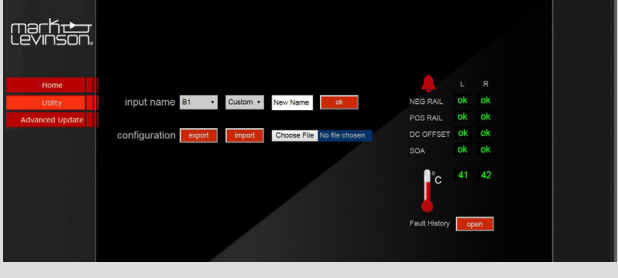 mark
Levinson®
Home
Utility
Advanced Update
input name B1 Custom New Name ok
configuration export import Choose File No file chosen
L R
NEG RAIL ok ok
POS RAIL ok ok
DC OFFSET ok ok
SOA ok ok
°C 41 42
Fault History open